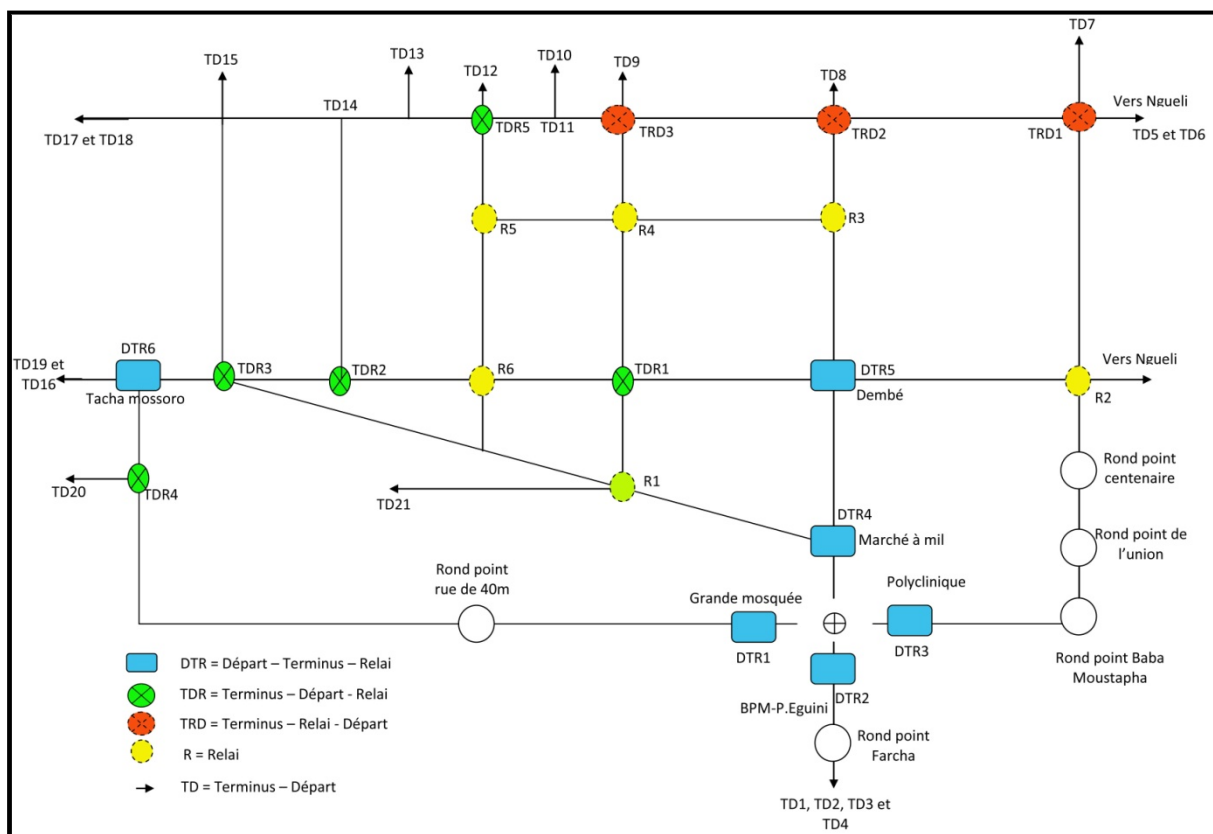 TD7
TD15
TD13
TD12
TD10
TD9
TD8
TD14
TD11
Vers Ngueli
TD17 et TD18
TDR5
TRD3
TRD2
TRD1
TD5 et TD6
R5
R4
R3
DTR6
TD19 et
TD16
TDR3
TDR2
R6
TDR1
DTR5
Vers Ngueli
Tacha mossoro
Dembé
R2
Rond point
centenaire
TD20
TDR4
TD21
R1
DTR4
Marché à mil
Rond point de
l’union
Rond point
rue de 40m
Grande mosquée
Polyclinique
DTR1
DTR3
Rond point Baba
Moustapha
DTR = Départ – Terminus – Relai
DTR2
TDR = Terminus – Départ - Relai
BPM-P.Eguini
TRD = Terminus – Relai - Départ
Rond point
Farcha
R = Relai
TD = Terminus – Départ
TD1, TD2, TD3 et
TD4